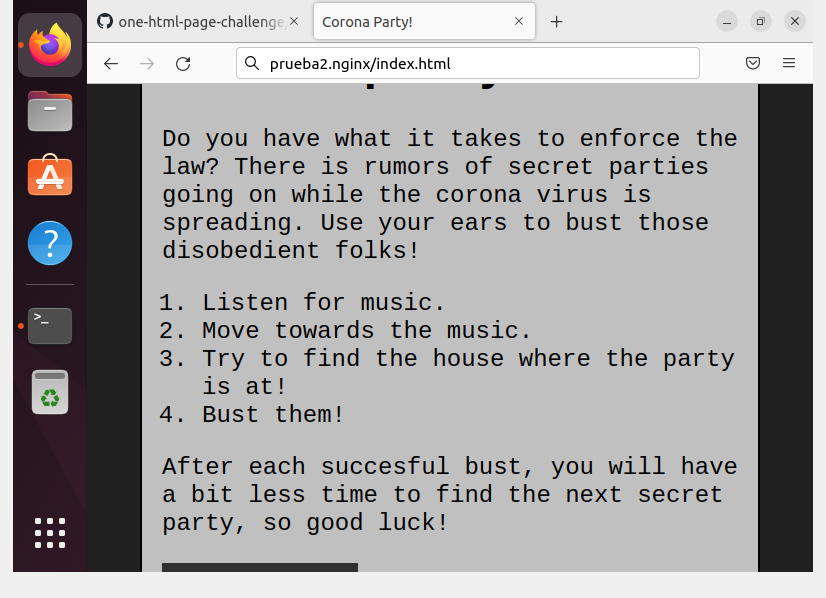 one-html-page-challenge
Corona Party!
prueba2.nginx/index.html
Do you have what it takes to enforce the
law? There is rumors of secret parties
going on while the corona virus is
spreading. Use your ears to bust those
disobedient folks!
1. Listen for music.
2. Move towards the music.
3. Try to find the house where the party
is at!
4. Bust them!
After each succesful bust, you will have
a bit less time to find the next secret
party, so good luck!